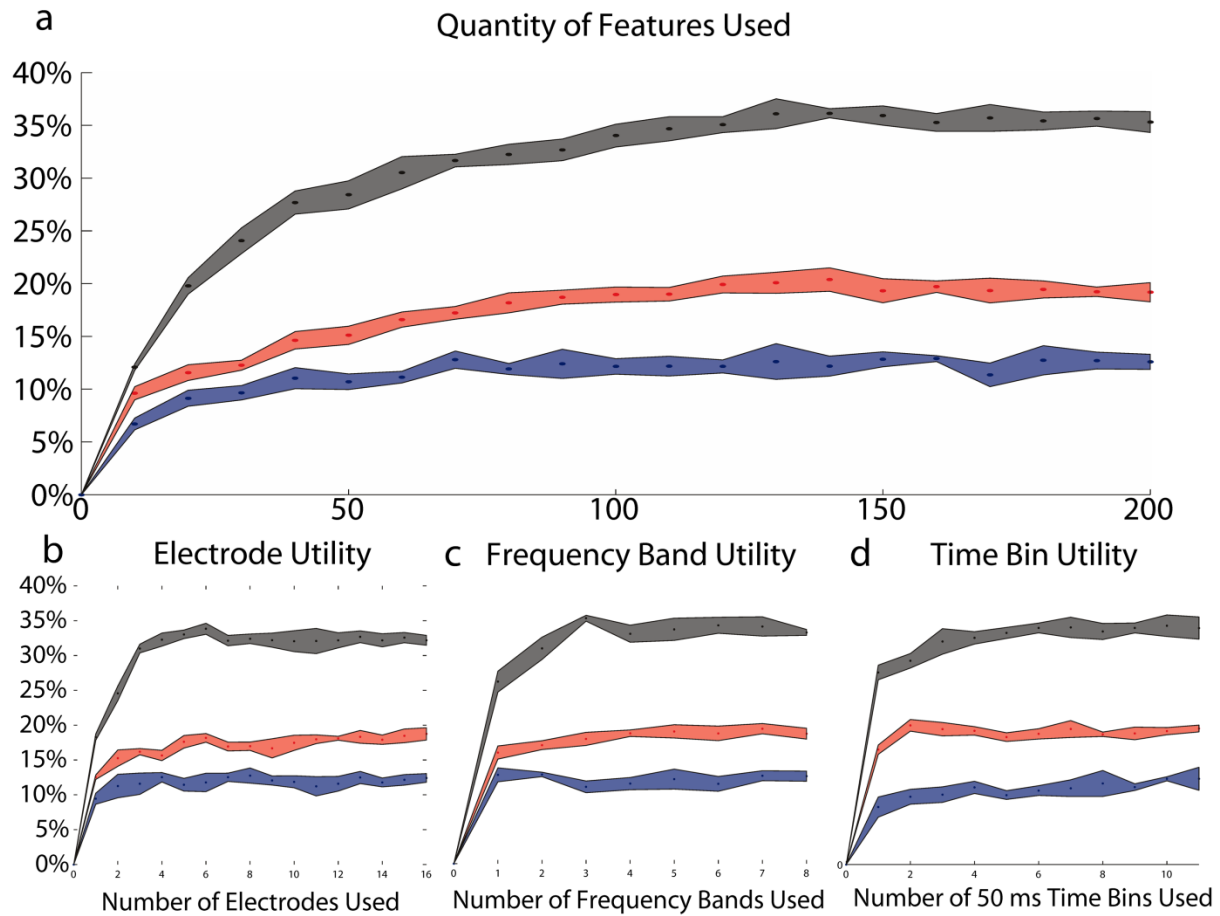 a
Quantity of Features Used
40%
35%
30%
25%
20%
15%
10%
5%
0%
0 50 100 150 200
b Electrode Utility
40%
35%
30%
25%
20%
15%
10%
5%
0%
0 2 4 6 8 10 12 14 16
Number of Electrodes Used
c Frequency Band Utility
0
0 1 2 3 4 5 6 7 8
Number of Frequency Bands Used
d Time Bin Utility
0
0 2 4 6 8 10
Number of 50 ms Time Bins Used